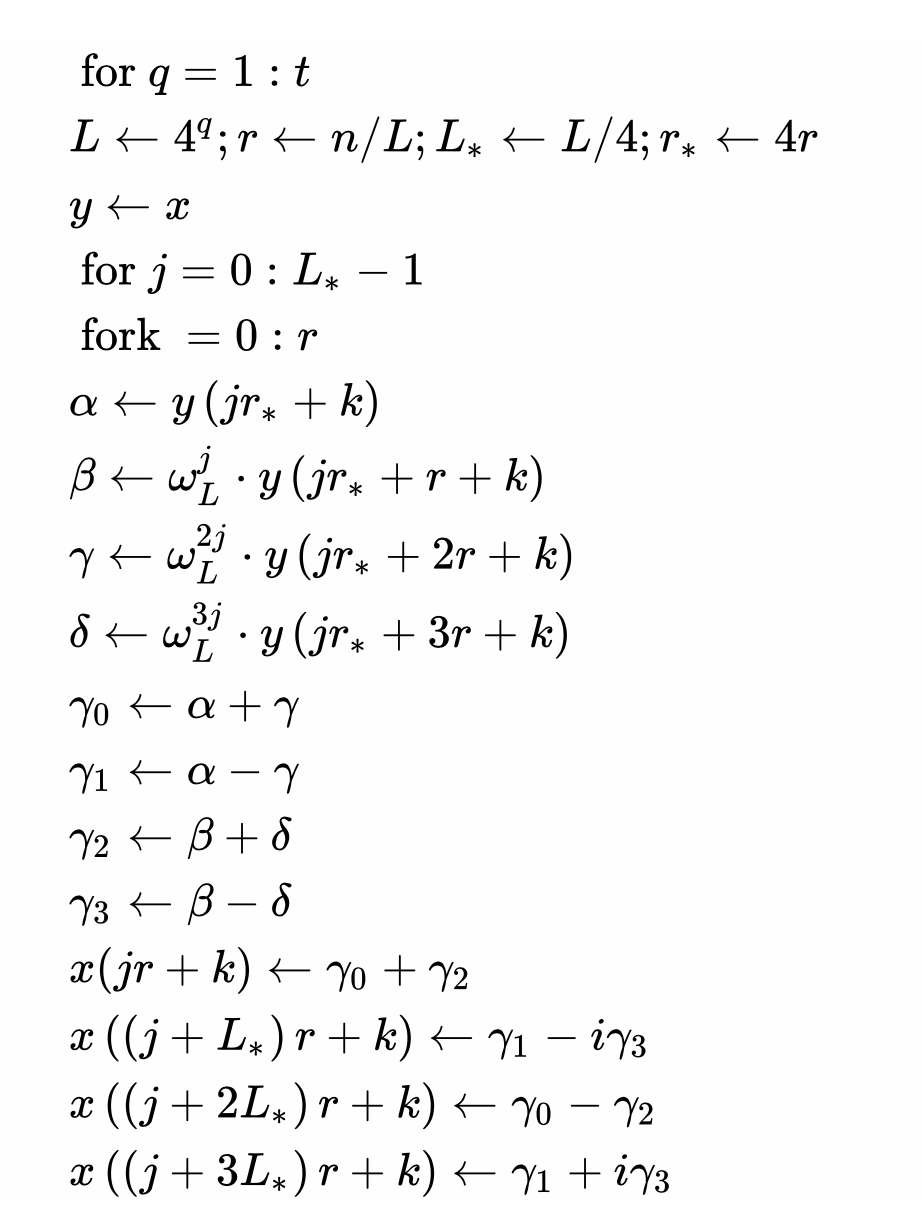 for q = 1 : t
L ← 4^q; r ← n/L; L_* ← L/4; r_* ← 4r
y ← x
for j = 0 : L_* − 1
fork = 0 : r
α ← y (jr_* + k)
β ← ω_L^j · y (jr_* + r + k)
γ ← ω_L^{2j} · y (jr_* + 2r + k)
δ ← ω_L^{3j} · y (jr_* + 3r + k)
γ_0 ← α + γ
γ_1 ← α − γ
γ_2 ← β + δ
γ_3 ← β − δ
x(jr + k) ← γ_0 + γ_2
x ((j + L_*) r + k) ← γ_1 − iγ_3
x ((j + 2L_*) r + k) ← γ_0 − γ_2
x ((j + 3L_*) r + k) ← γ_1 + iγ_3